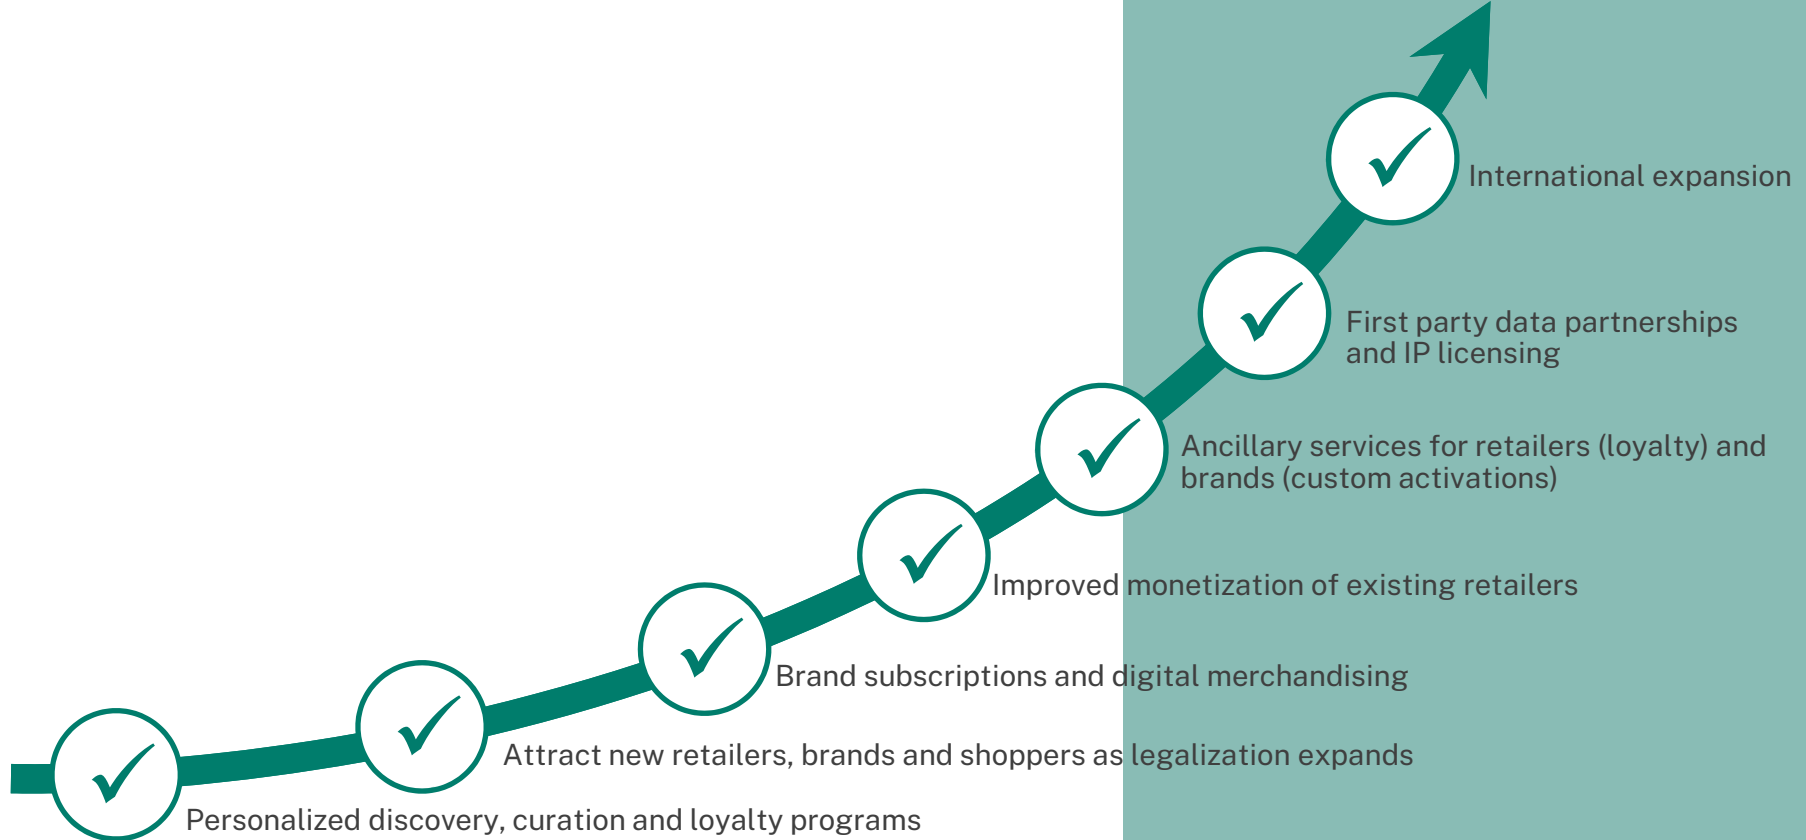 International expansion
First party data partnerships
and IP licensing
Ancillary services for retailers (loyalty) and
brands (custom activations)
Improved monetization of existing retailers
Brand subscriptions and digital merchandising
Attract new retailers, brands and shoppers as legalization expands
Personalized discovery, curation and loyalty programs